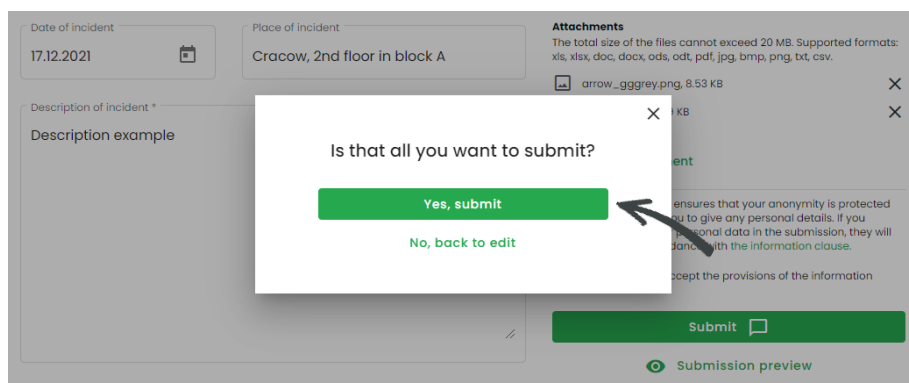 Date of incident
17.12.2021
Place of incident
Cracow, 2nd floor in block A
Description of incident *
Description example
Attachments
The total size of the files cannot exceed 20 MB. Supported formats:
xls, xlsx, doc, docx, ods, odt, pdf, jpg, bmp, png, txt, csv.
arrow_gggrey.png, 8.53 KB
KB
ent
ensures that your anonymity is protected
ou to give any personal details. If you
personal data in the submission, they will
dance with the information clause.
ccept the provisions of the information
Submit
Submission preview
Is that all you want to submit?
Yes, submit
No, back to edit